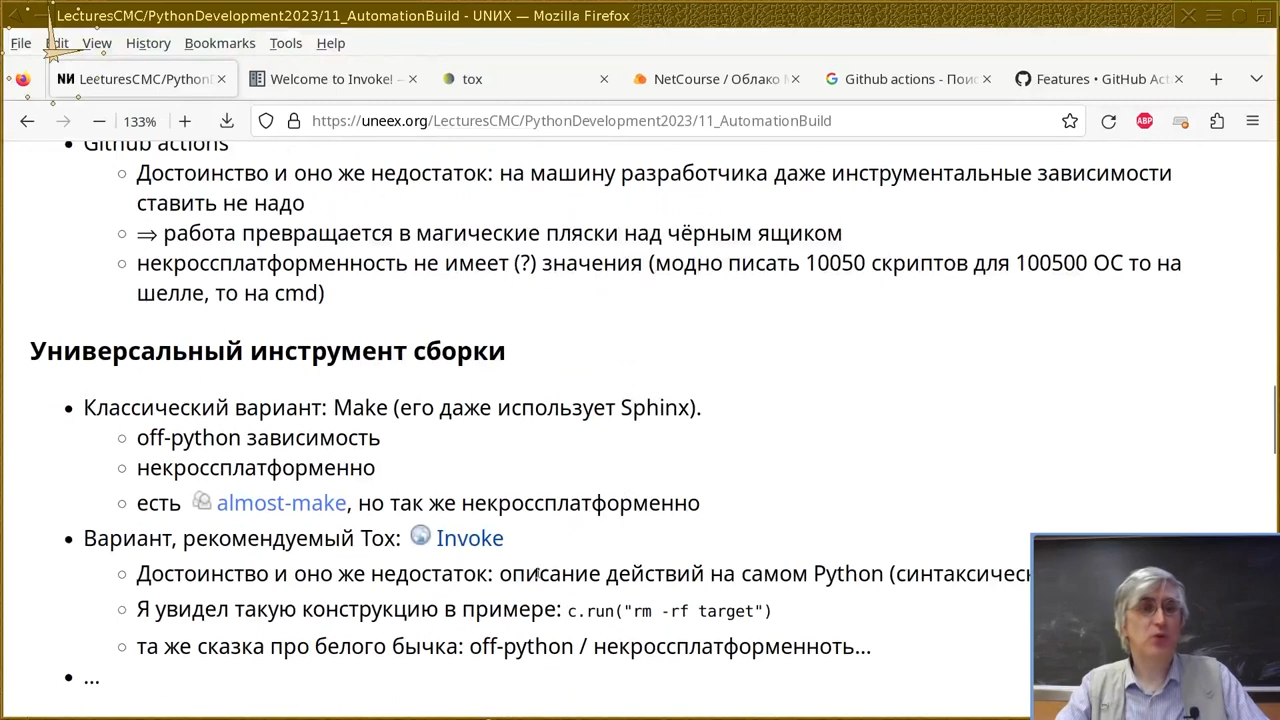 LecturesCMC/PythonDevelopment2023/11_AutomationBuild - UNИX — Mozilla Firefox
File Edit View History Bookmarks Tools Help
LecturesCMC/Python Welcome to Invoke! — tox NetCourse / Облако Github actions - Пои Features • GitHub Act
133% https://uneex.org/LecturesCMC/PythonDevelopment2023/11_AutomationBuild ABP
Github actions
Достоинство и оно же недостаток: на машину разработчика даже инструментальные зависимости
ставить не надо
⇒ работа превращается в магические пляски над чёрным ящиком
некроссплатформенность не имеет (?) значения (модно писать 10050 скриптов для 100500 ОС то на
шелле, то на cmd)
Универсальный инструмент сборки
Классический вариант: Make (его даже использует Sphinx).
off-python зависимость
некроссплатформенно
есть almost-make, но так же некроссплатформенно
Вариант, рекомендуемый Tox: Invoke
Достоинство и оно же недостаток: описание действий на самом Python (синтаксическ
Я увидел такую конструкцию в примере: c.run("rm -rf target")
та же сказка про белого бычка: off-python / некроссплатформенноть…
…